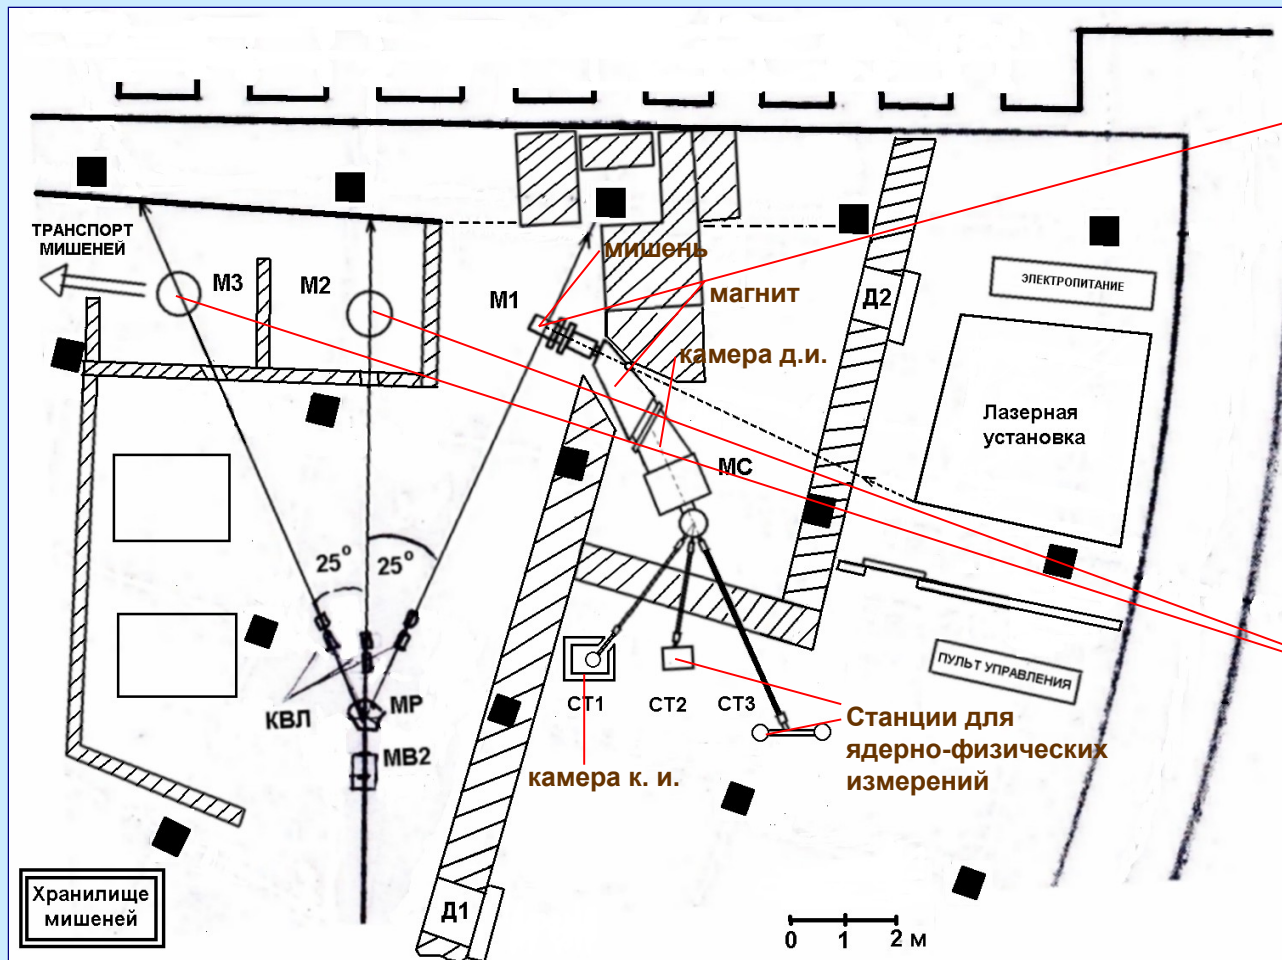 ТРАНСПОРТ
МИШЕНЕЙ
М3
М2
М1
мишень
магнит
камера д.и.
Д2
ЭЛЕКТРОПИТАНИЕ
Лазерная
установка
МС
25°
25°
КВЛ
МР
МВ2
СТ1
СТ2
СТ3
ПУЛЬТ УПРАВЛЕНИЯ
Станции для
ядерно-физических
измерений
камера к. и.
Хранилище
мишеней
Д1
0 1 2 м